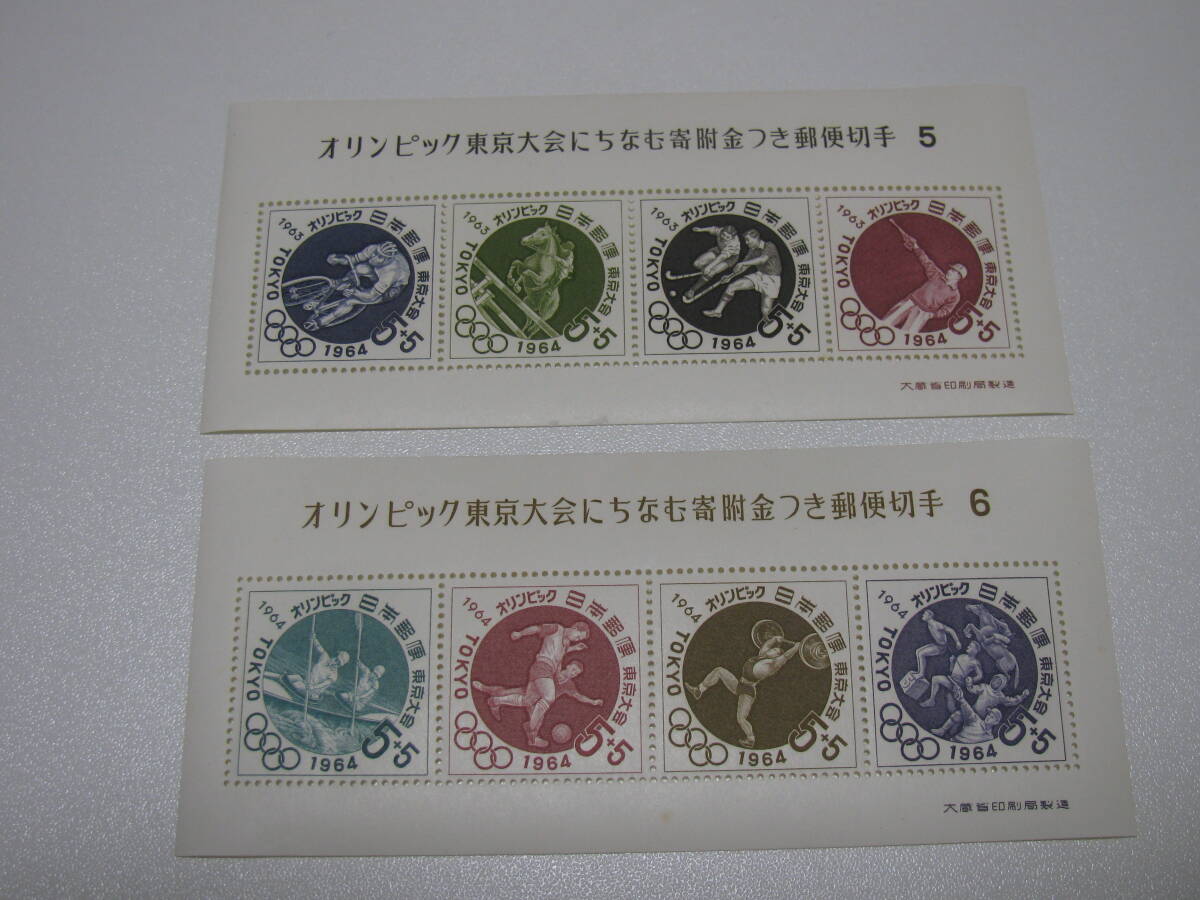 オリンピック東京大会にちなむ寄附金つき郵便切手 5
1963 オリンピック 日本郵便
TOKYO 東京大会
1964 5+5
1963 オリンピック 日本郵便
TOKYO 東京大会
1964 5+5
1963 オリンピック 日本郵便
TOKYO 東京大会
1964 5+5
1963 オリンピック 日本郵便
TOKYO 東京大会
1964 5+5
大蔵省印刷局製造
オリンピック東京大会にちなむ寄附金つき郵便切手 6
1964 オリンピック 日本郵便
TOKYO 東京大会
1964 5+5
1964 オリンピック 日本郵便
TOKYO 東京大会
1964 5+5
1964 オリンピック 日本郵便
TOKYO 東京大会
1964 5+5
1964 オリンピック 日本郵便
TOKYO 東京大会
1964 5+5
大蔵省印刷局製造